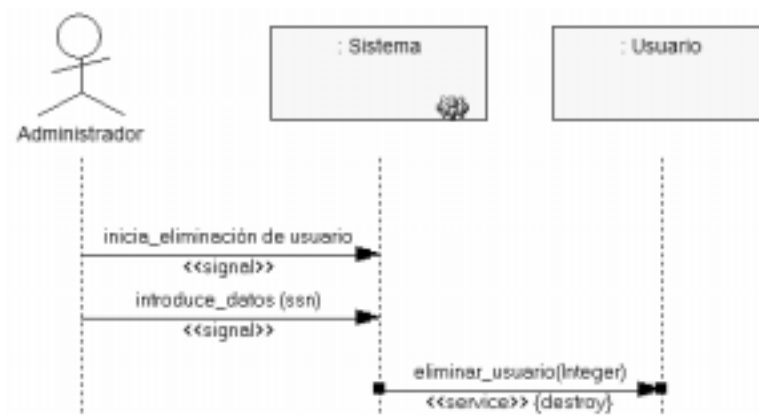 : Sistema
: Usuario
Administrador
inicia_eliminación de usuario
<<signal>>
introduce_datos (ssn)
<<signal>>
eliminar_usuario(Integer)
<<service>> {destroy}